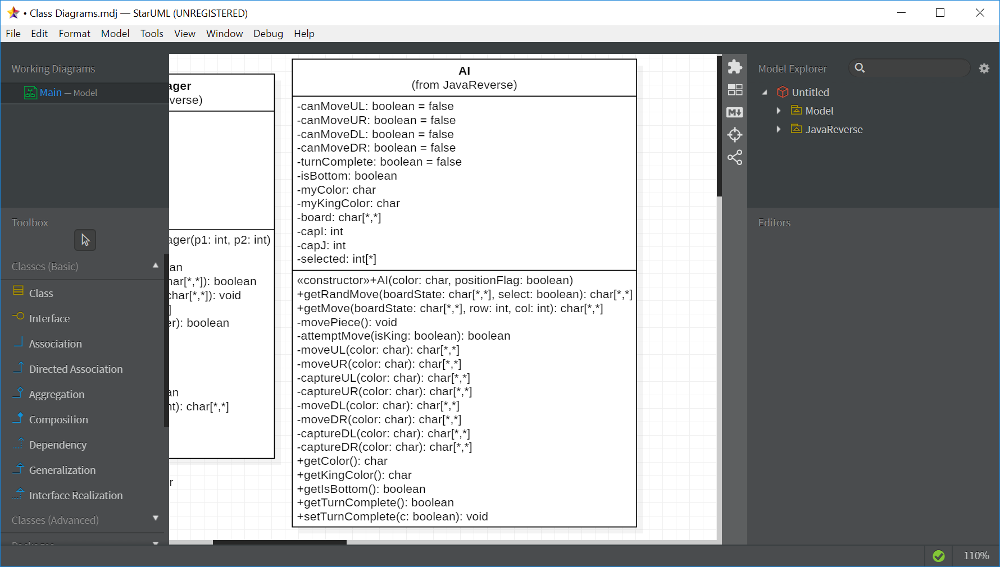 • Class Diagrams.mdj — StarUML (UNREGISTERED)
File Edit Format Model Tools View Window Debug Help
Working Diagrams
Main — Model
Toolbox
Classes (Basic)
Class
Interface
Association
Directed Association
Aggregation
Composition
Dependency
Generalization
Interface Realization
Classes (Advanced)
ager
verse)
ager(p1: int, p2: int)
an
har[*,*]): boolean
char[*,*]): void
]
er): boolean
an
nt): char[*,*]
r
AI
(from JavaReverse)
-canMoveUL: boolean = false
-canMoveUR: boolean = false
-canMoveDL: boolean = false
-canMoveDR: boolean = false
-turnComplete: boolean = false
-isBottom: boolean
-myColor: char
-myKingColor: char
-board: char[*,*]
-capI: int
-capJ: int
-selected: int[*]
«constructor»+AI(color: char, positionFlag: boolean)
+getRandMove(boardState: char[*,*], select: boolean): char[*,*]
+getMove(boardState: char[*,*], row: int, col: int): char[*,*]
-movePiece(): void
-attemptMove(isKing: boolean): boolean
-moveUL(color: char): char[*,*]
-moveUR(color: char): char[*,*]
-captureUL(color: char): char[*,*]
-captureUR(color: char): char[*,*]
-moveDL(color: char): char[*,*]
-moveDR(color: char): char[*,*]
-captureDL(color: char): char[*,*]
-captureDR(color: char): char[*,*]
+getColor(): char
+getKingColor(): char
+getIsBottom(): boolean
+getTurnComplete(): boolean
+setTurnComplete(c: boolean): void
M
Model Explorer
Untitled
Model
JavaReverse
Editors
110%